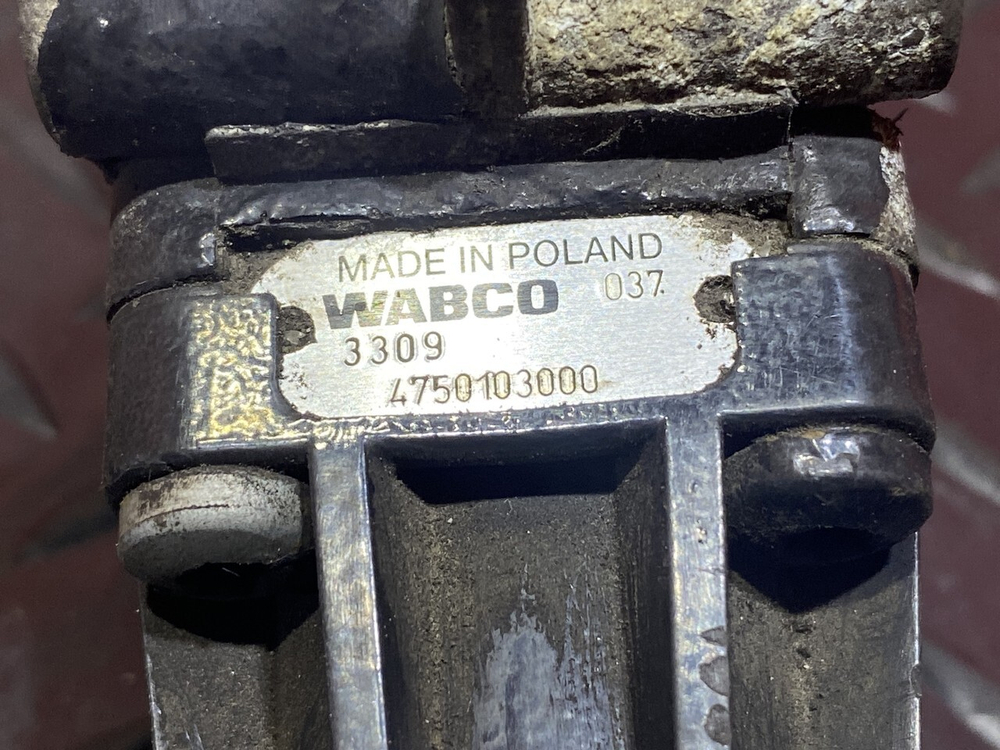 MADE IN POLAND
WABCO 037
3309
4750103000